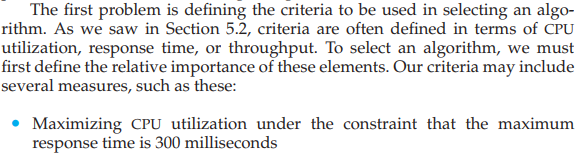 The first problem is defining the criteria to be used in selecting an algo-
rithm. As we saw in Section 5.2, criteria are often defined in terms of CPU
utilization, response time, or throughput. To select an algorithm, we must
first define the relative importance of these elements. Our criteria may include
several measures, such as these:
• Maximizing CPU utilization under the constraint that the maximum
response time is 300 milliseconds